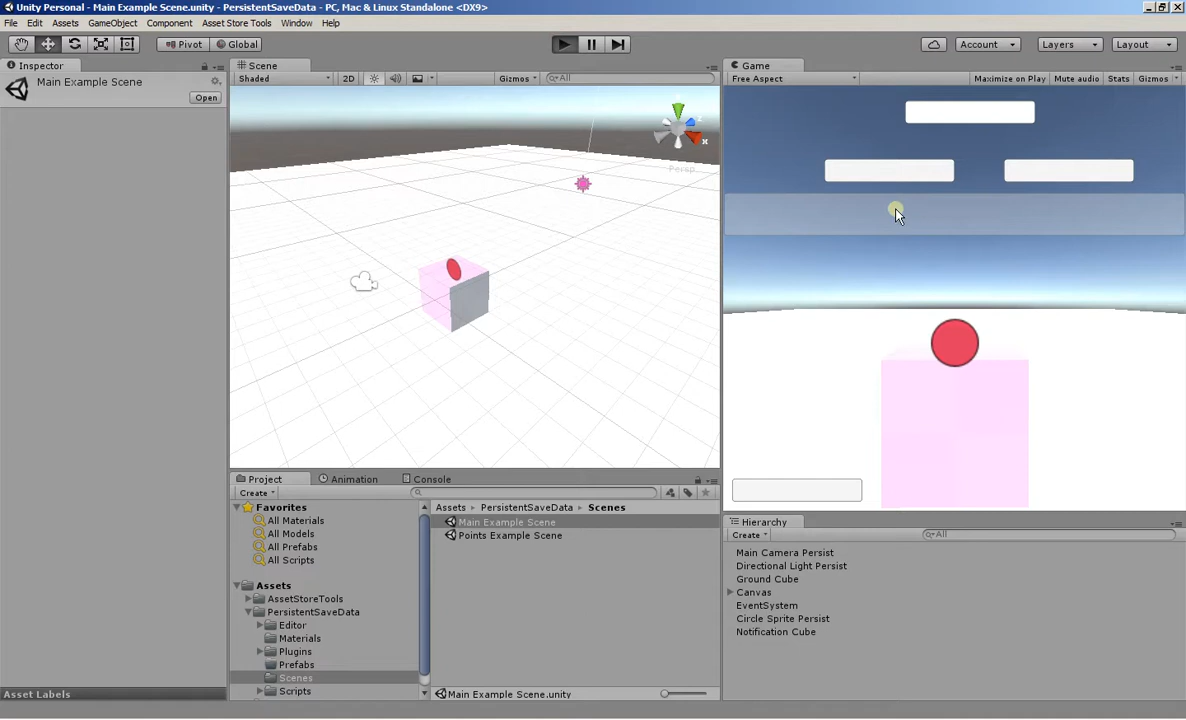 Unity Personal - Main Example Scene.unity - PersistentSaveData - PC, Mac & Linux Standalone <DX9>
File Edit Assets GameObject Component Asset Store Tools Window Help
Pivot Global Account Layers Layout
Inspector
Main Example Scene
Open
Scene
Shaded 2D Gizmos All
x
Persp
Game
Free Aspect Maximize on Play Mute audio Stats Gizmos
Project Animation Console
Create
Favorites
All Materials
All Models
All Prefabs
All Scripts
Assets
AssetStoreTools
PersistentSaveData
Editor
Materials
Plugins
Prefabs
Scenes
Scripts
Assets PersistentSaveData Scenes
Main Example Scene
Points Example Scene
Main Example Scene.unity
Hierarchy
Create All
Main Camera Persist
Directional Light Persist
Ground Cube
Canvas
EventSystem
Circle Sprite Persist
Notification Cube
Asset Labels